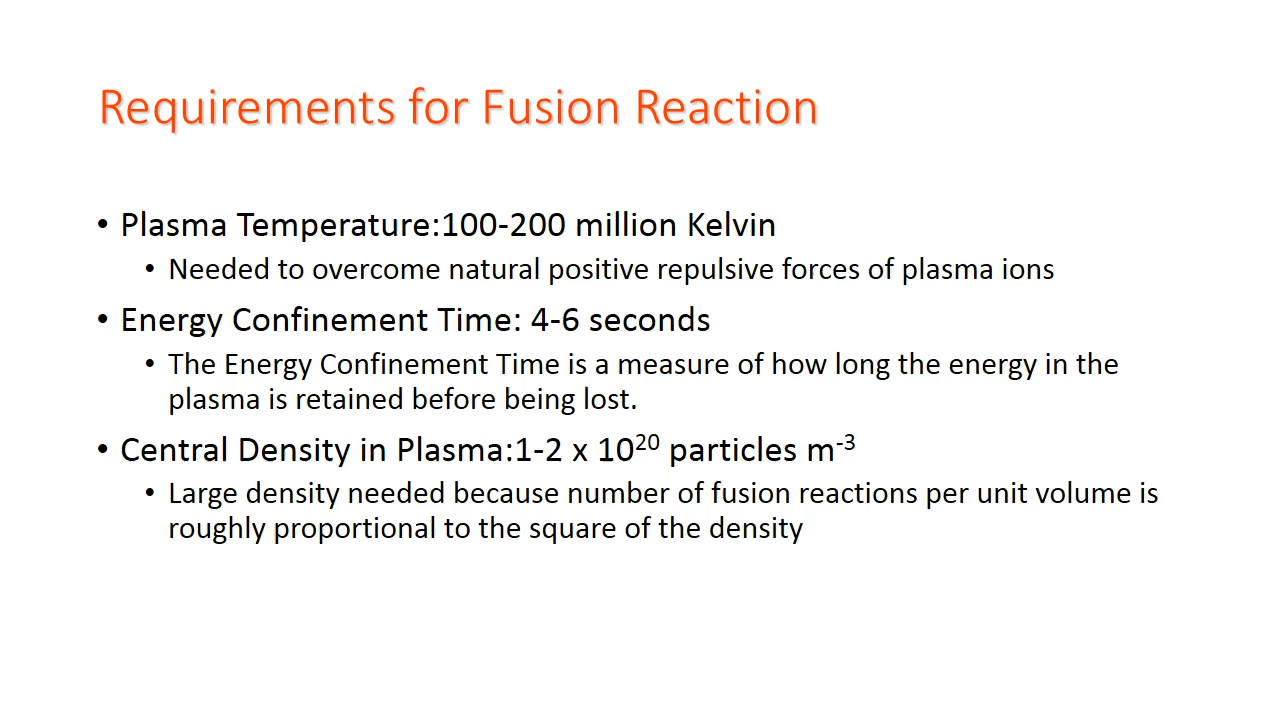 Requirements for Fusion Reaction
• Plasma Temperature:100-200 million Kelvin
• Needed to overcome natural positive repulsive forces of plasma ions
• Energy Confinement Time: 4-6 seconds
• The Energy Confinement Time is a measure of how long the energy in the
plasma is retained before being lost.
• Central Density in Plasma:1-2 x 10²⁰ particles m⁻³
• Large density needed because number of fusion reactions per unit volume is
roughly proportional to the square of the density